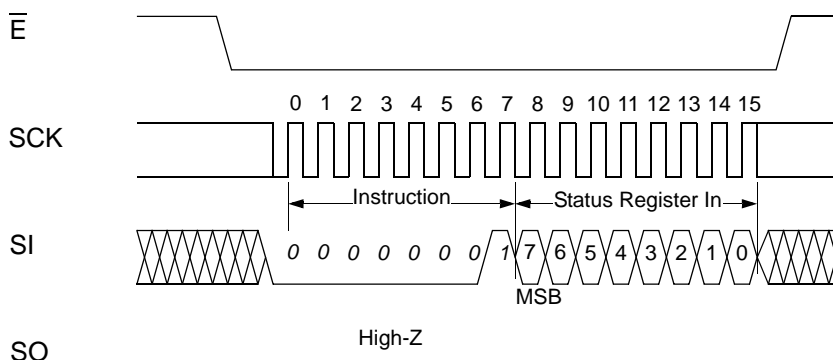 E
0 1 2 3 4 5 6 7 8 9 10 11 12 13 14 15
SCK
Instruction Status Register In
SI 0 0 0 0 0 0 0 1 7 6 5 4 3 2 1 0
MSB
High-Z
SO